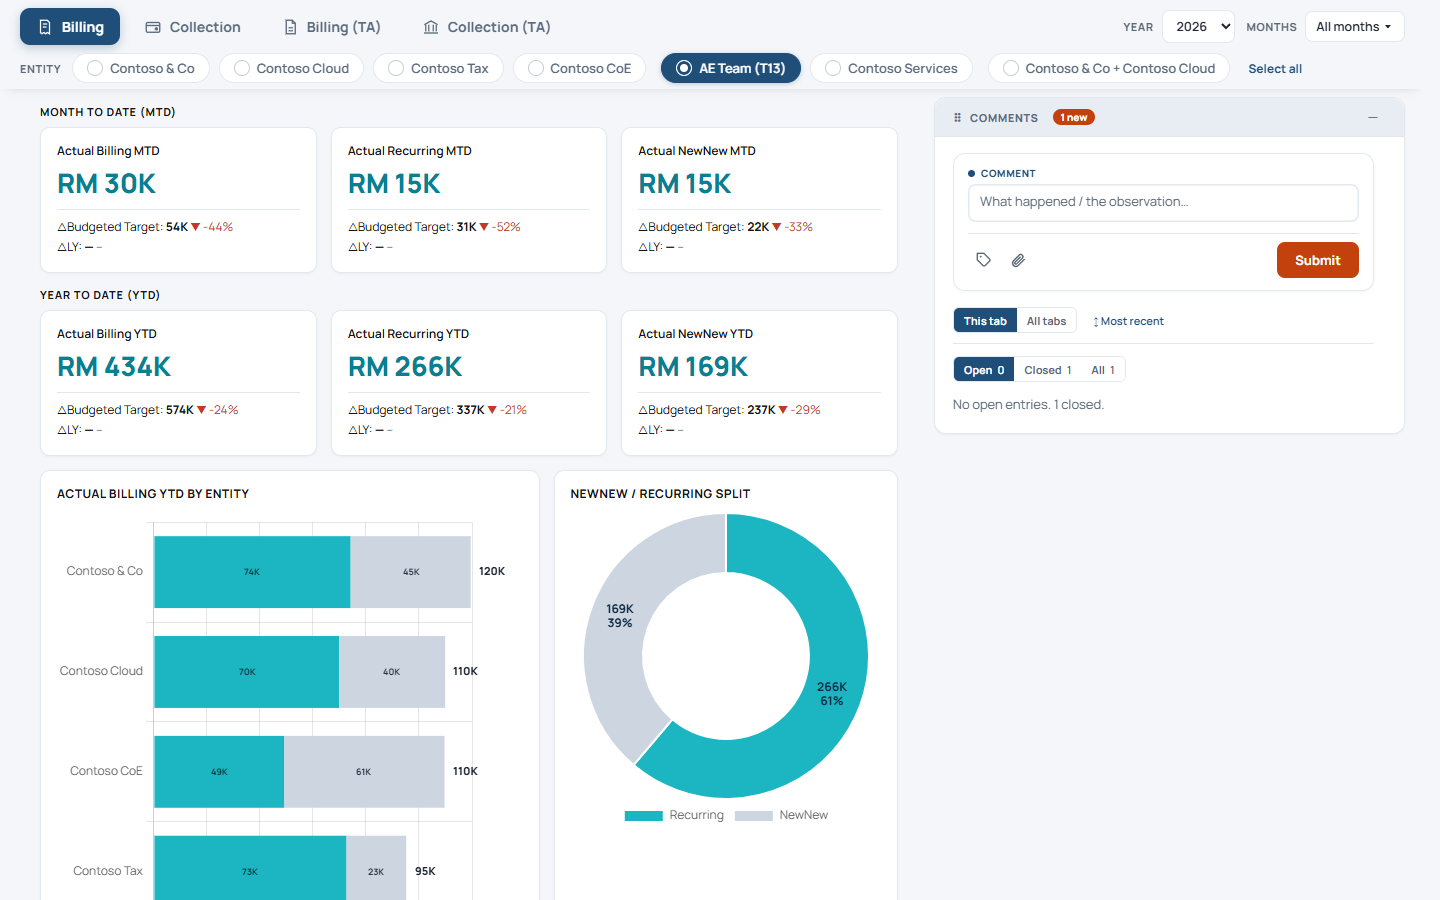 Billing
Collection
Billing (TA)
Collection (TA)
YEAR
2026
MONTHS
All months
ENTITY
Contoso & Co
Contoso Cloud
Contoso Tax
Contoso CoE
AE Team (T13)
Contoso Services
Contoso & Co + Contoso Cloud
Select all
MONTH TO DATE (MTD)
Actual Billing MTD
RM 30K
△Budgeted Target: 54K ▼ -44%
△LY: — –
Actual Recurring MTD
RM 15K
△Budgeted Target: 31K ▼ -52%
△LY: — –
Actual NewNew MTD
RM 15K
△Budgeted Target: 22K ▼ -33%
△LY: — –
YEAR TO DATE (YTD)
Actual Billing YTD
RM 434K
△Budgeted Target: 574K ▼ -24%
△LY: — –
Actual Recurring YTD
RM 266K
△Budgeted Target: 337K ▼ -21%
△LY: — –
Actual NewNew YTD
RM 169K
△Budgeted Target: 237K ▼ -29%
△LY: — –
ACTUAL BILLING YTD BY ENTITY
Contoso & Co
74K
45K
120K
Contoso Cloud
70K
40K
110K
Contoso CoE
49K
61K
110K
Contoso Tax
73K
23K
95K
NEWNEW / RECURRING SPLIT
169K
39%
266K
61%
Recurring
NewNew
COMMENTS
1 new
COMMENT
What happened / the observation…
Submit
This tab
All tabs
↕ Most recent
Open 0
Closed 1
All 1
No open entries. 1 closed.